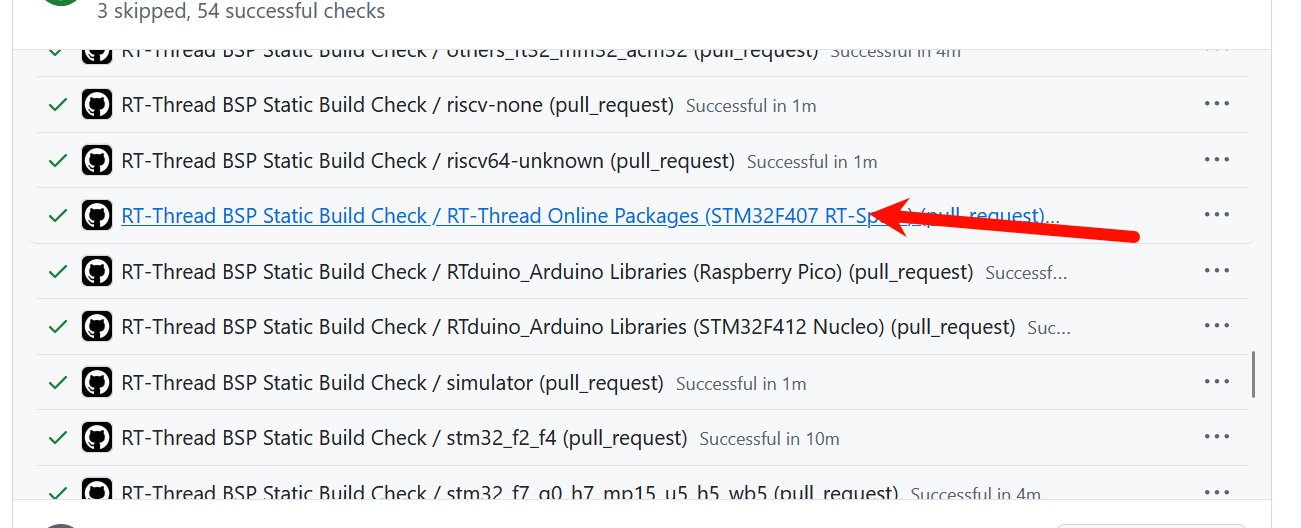 3 skipped, 54 successful checks
RT-Thread BSP Static Build Check / others_ft32_mm32_acm32 (pull_request) Successful in 4m
RT-Thread BSP Static Build Check / riscv-none (pull_request) Successful in 1m
RT-Thread BSP Static Build Check / riscv64-unknown (pull_request) Successful in 1m
RT-Thread BSP Static Build Check / RT-Thread Online Packages (STM32F407 (pull_request)...
RT-Thread BSP Static Build Check / RTduino_Arduino Libraries (Raspberry Pico) (pull_request) Successf...
RT-Thread BSP Static Build Check / RTduino_Arduino Libraries (STM32F412 Nucleo) (pull_request) Suc...
RT-Thread BSP Static Build Check / simulator (pull_request) Successful in 1m
RT-Thread BSP Static Build Check / stm32_f2_f4 (pull_request) Successful in 10m
RT-Thread BSP Static Build Check / stm32_f7_g0_h7_mp15_u5_h5_wb5 (pull_request) Successful in 4m